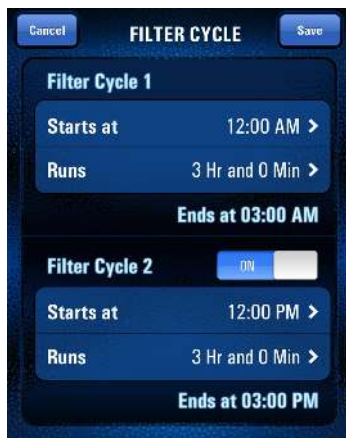 Cancel FILTER CYCLE Save
Filter Cycle 1
Starts at 12:00 AM >
Runs 3 Hr and 0 Min >
Ends at 03:00 AM
Filter Cycle 2 ON
Starts at 12:00 PM >
Runs 3 Hr and 0 Min >
Ends at 03:00 PM